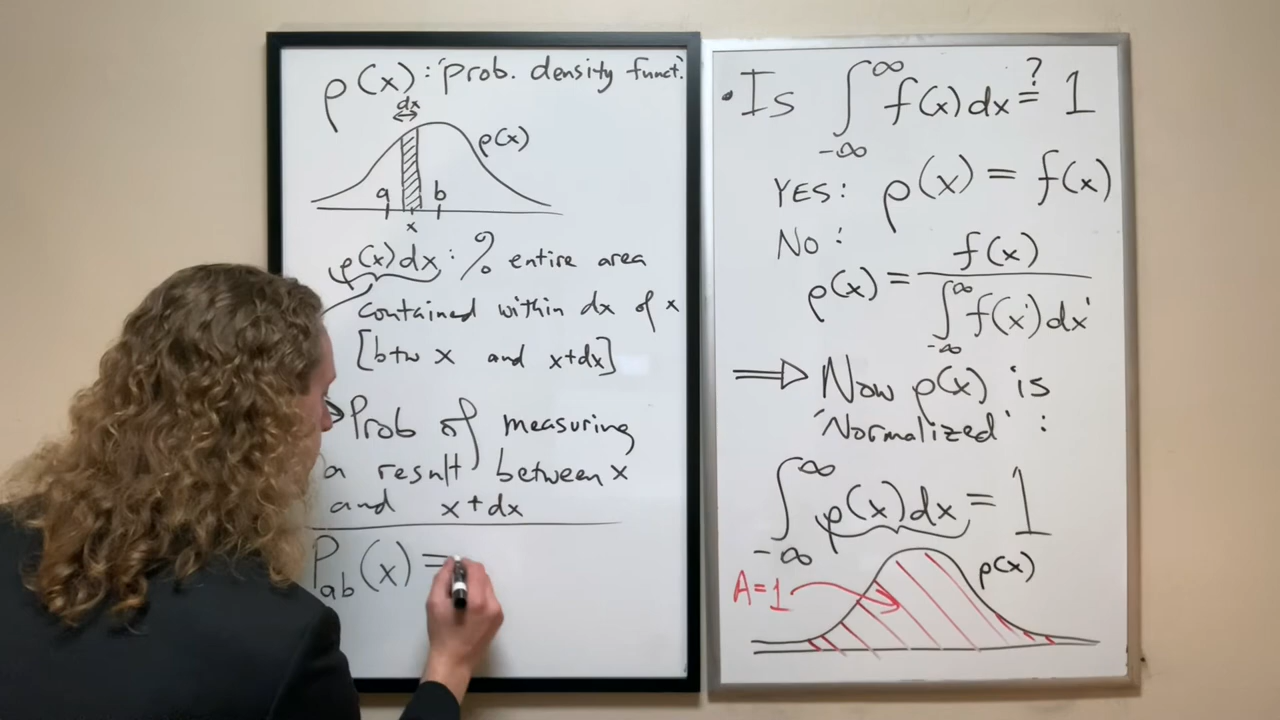 ρ(x): 'prob. density funct.'
dx
ρ(x)
a b
x
ρ(x)dx: % entire area
contained within dx of x
[btw x and x+dx]
Prob of measuring
a result between x
and x+dx
P_ab(x) =
• Is ∫_{-∞}^{∞} f(x)dx ?= 1
YES: ρ(x) = f(x)
No:
ρ(x) = f(x) / ∫_{-∞}^{∞} f(x')dx'
⟹ Now ρ(x) is
'Normalized':
∫_{-∞}^{∞} ρ(x)dx = 1
ρ(x)
A=1